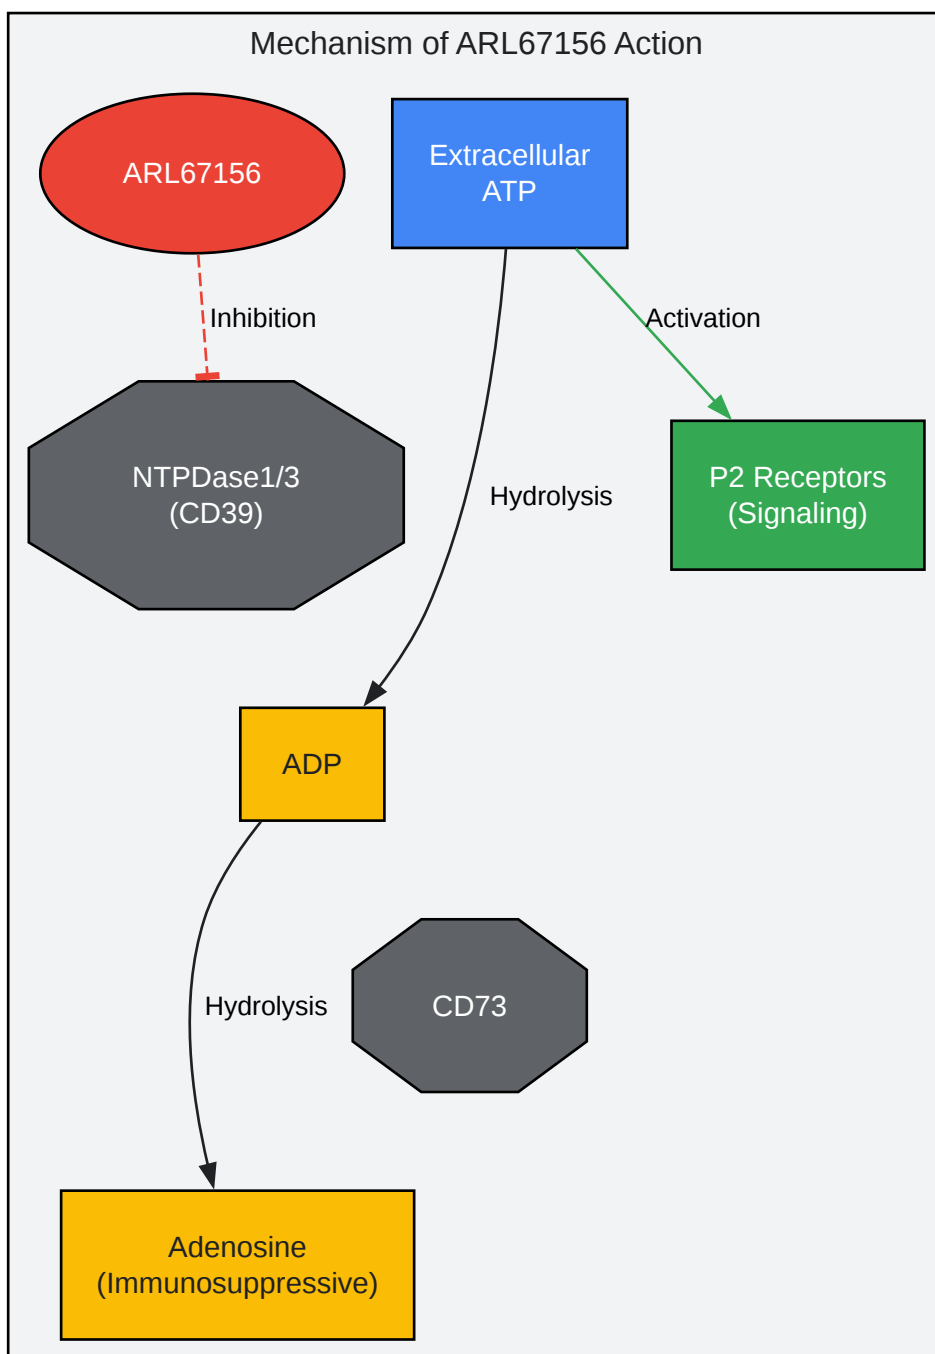 Mechanism of ARL67156 Action
ARL67156
Extracellular
ATP
Inhibition
Activation
NTPDase1/3
(CD39)
Hydrolysis
P2 Receptors
(Signaling)
ADP
Hydrolysis
CD73
Adenosine
(Immunosuppressive)